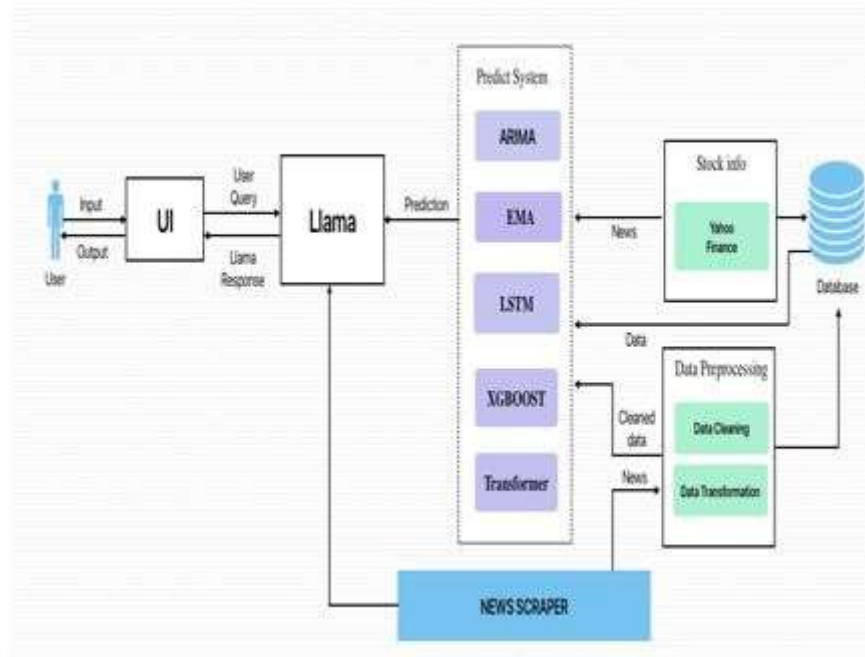 Predict System
ARIMA
EMA
LSTM
XGBOOST
Transformer
Input
Output
User
UI
User
Query
Llama
Response
Llama
Prediction
Stock info
Yahoo
Finance
News
Database
Data
Data Preprocessing
Data Cleaning
Data Transformation
Cleaned
data
News
NEWS SCRAPER